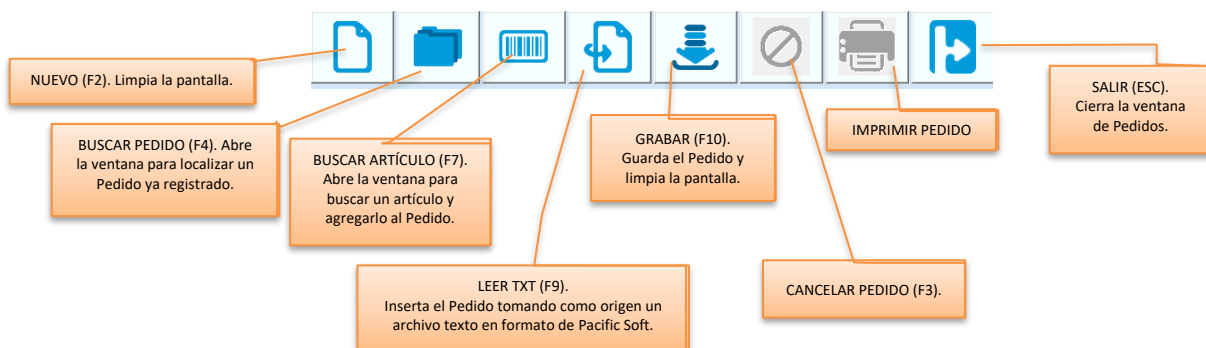 NUEVO (F2). Limpia la pantalla.
BUSCAR PEDIDO (F4). Abre
la ventana para localizar un
Pedido ya registrado.
BUSCAR ARTÍCULO (F7).
Abre la ventana para
buscar un artículo y
agregarlo al Pedido.
LEER TXT (F9).
Inserta el Pedido tomando como origen un
archivo texto en formato de Pacific Soft.
GRABAR (F10).
Guarda el Pedido y
limpia la pantalla.
CANCELAR PEDIDO (F3).
IMPRIMIR PEDIDO
SALIR (ESC).
Cierra la ventana
de Pedidos.